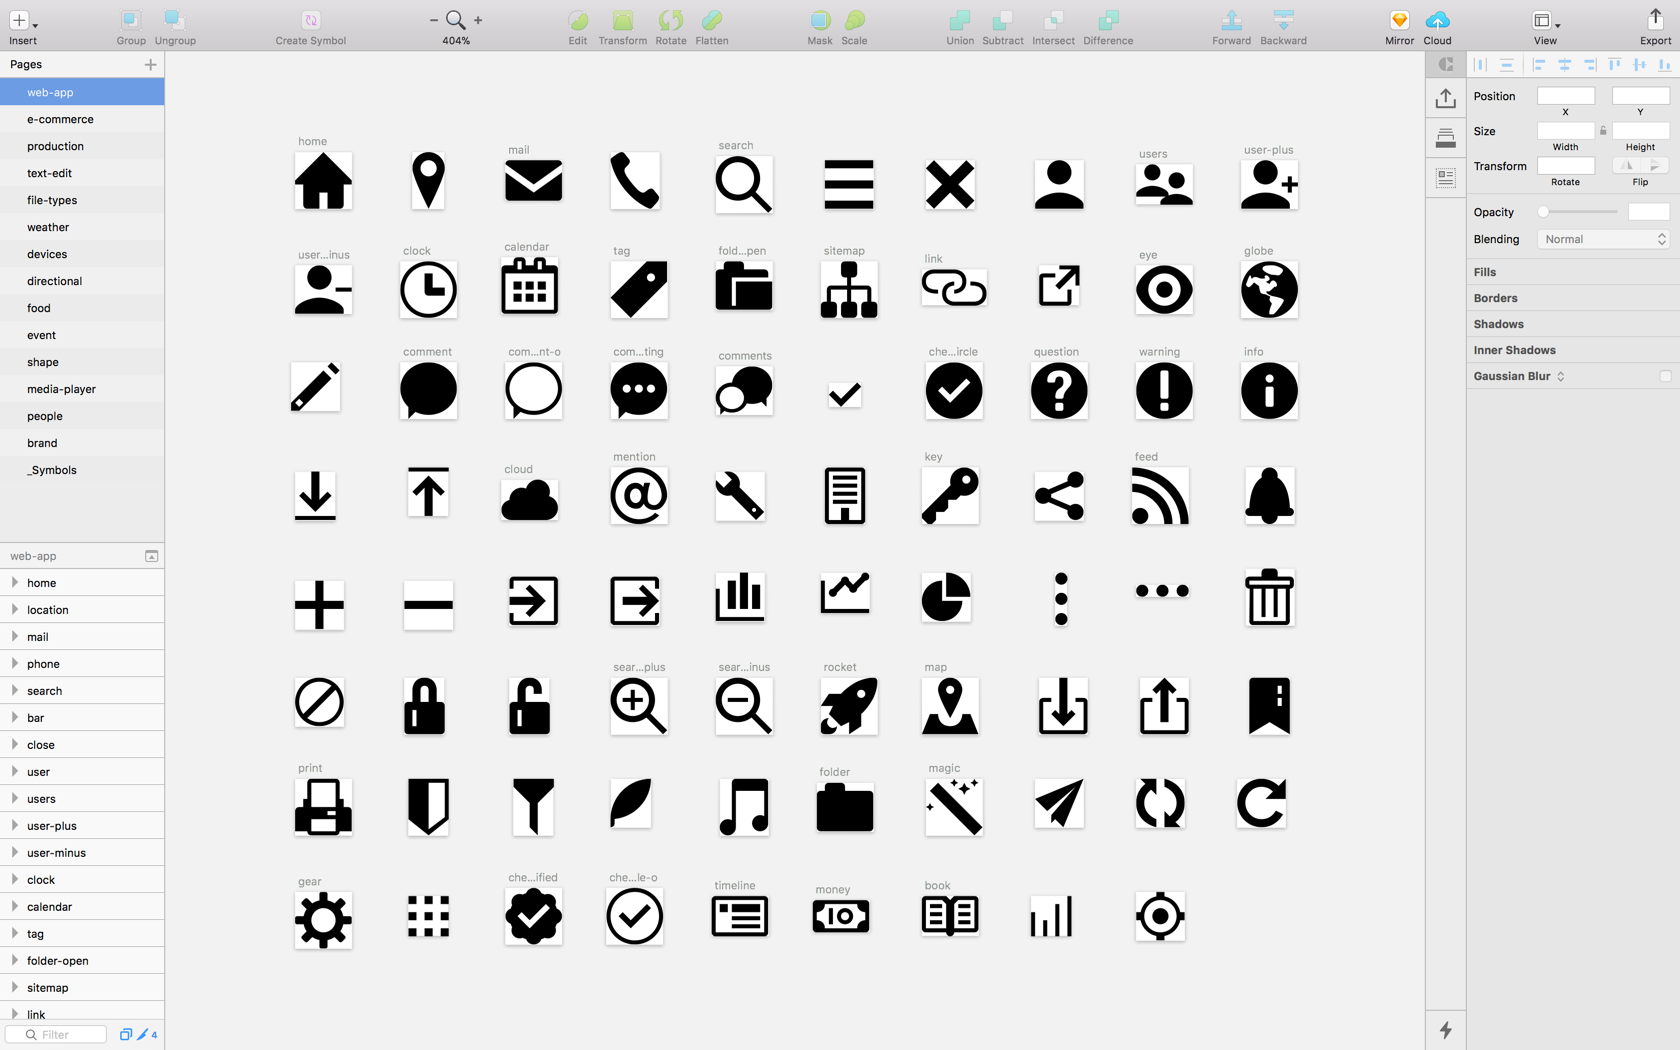 Insert
Group
Ungroup
Create Symbol
404%
Edit
Transform
Rotate
Flatten
Mask
Scale
Union
Subtract
Intersect
Difference
Forward
Backward
Mirror
Cloud
View
Export
Pages
web-app
e-commerce
production
text-edit
file-types
weather
devices
directional
food
event
shape
media-player
people
brand
_Symbols
web-app
home
location
mail
phone
search
bar
close
user
users
user-plus
user-minus
clock
calendar
tag
folder-open
sitemap
link
Filter
4
home
mail
search
users
user-plus
user...inus
clock
calendar
tag
fold...pen
sitemap
link
eye
globe
comment
com...nt-o
com...ting
comments
che...ircle
question
warning
info
cloud
mention
key
feed
sear...plus
sear...inus
rocket
map
print
folder
magic
gear
che...ified
che...le-o
timeline
money
10
book
Position
X
Y
Size
Width
Height
Transform
Rotate
Flip
Opacity
Blending
Normal
Fills
Borders
Shadows
Inner Shadows
Gaussian Blur